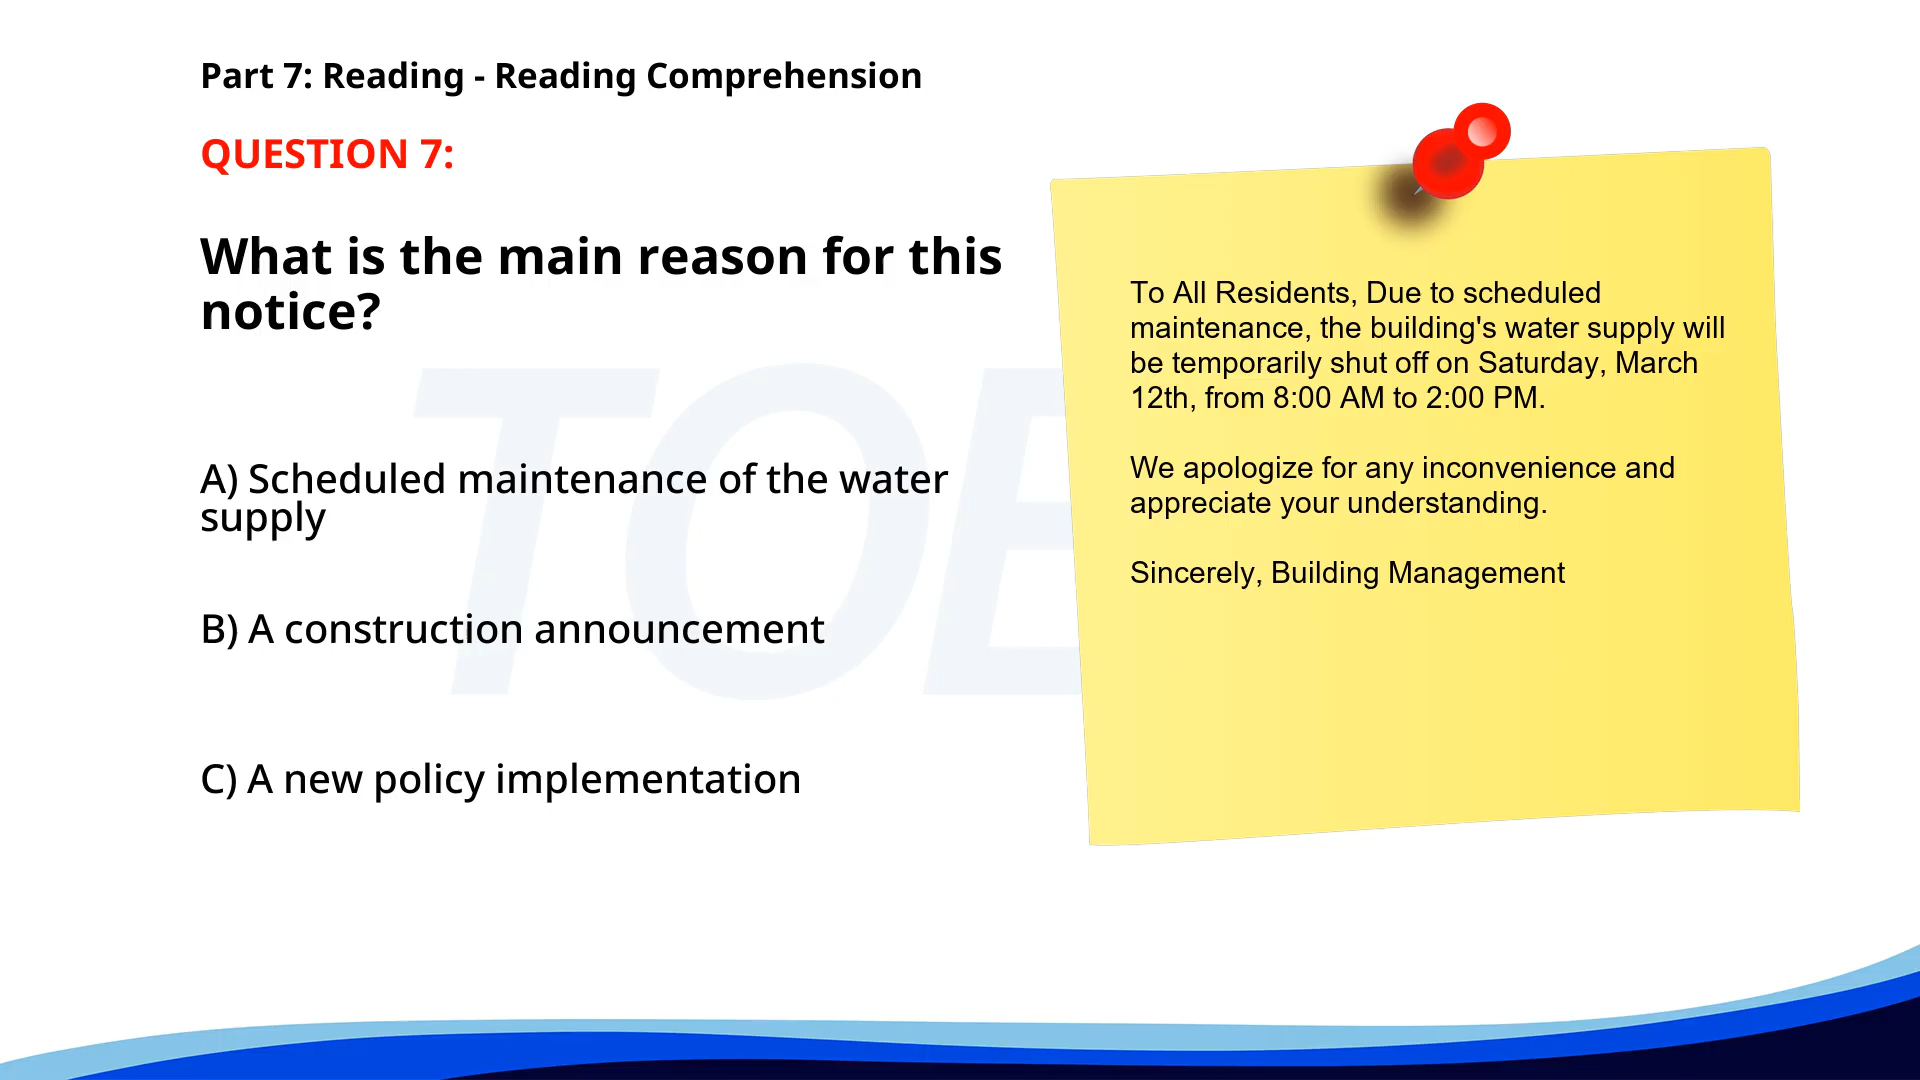 Part 7: Reading - Reading Comprehension
QUESTION 7:
What is the main reason for this
notice?
A) Scheduled maintenance of the water
supply
B) A construction announcement
C) A new policy implementation
To All Residents, Due to scheduled
maintenance, the building's water supply will
be temporarily shut off on Saturday, March
12th, from 8:00 AM to 2:00 PM.
We apologize for any inconvenience and
appreciate your understanding.
Sincerely, Building Management